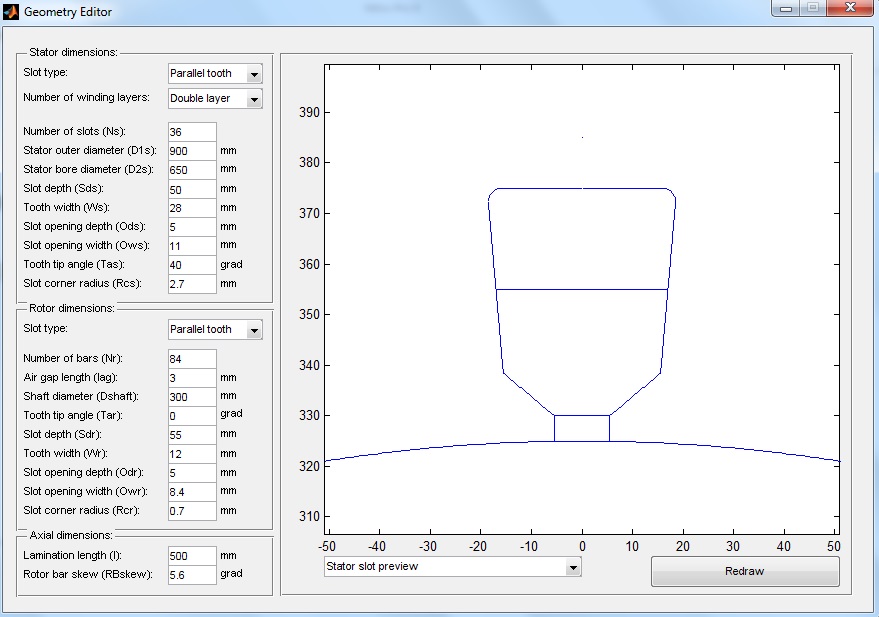 Geometry Editor
Stator dimensions:
Slot type: Parallel tooth
Number of winding layers: Double layer
Number of slots (Ns): 36
Stator outer diameter (D1s): 900 mm
Stator bore diameter (D2s): 650 mm
Slot depth (Sds): 50 mm
Tooth width (Ws): 28 mm
Slot opening depth (Ods): 5 mm
Slot opening width (Ows): 11 mm
Tooth tip angle (Tas): 40 grad
Slot corner radius (Rcs): 2.7 mm
Rotor dimensions:
Slot type: Parallel tooth
Number of bars (Nr): 84
Air gap length (lag): 3 mm
Shaft diameter (Dshaft): 300 mm
Tooth tip angle (Tar): 0 grad
Slot depth (Sdr): 55 mm
Tooth width (Wr): 12 mm
Slot opening depth (Odr): 5 mm
Slot opening width (Owr): 8.4 mm
Slot corner radius (Rcr): 0.7 mm
Axial dimensions:
Lamination length (l): 500 mm
Rotor bar skew (RBskew): 5.6 grad
390
380
370
360
350
340
330
320
310
-50 -40 -30 -20 -10 0 10 20 30 40 51
Stator slot preview
Redraw